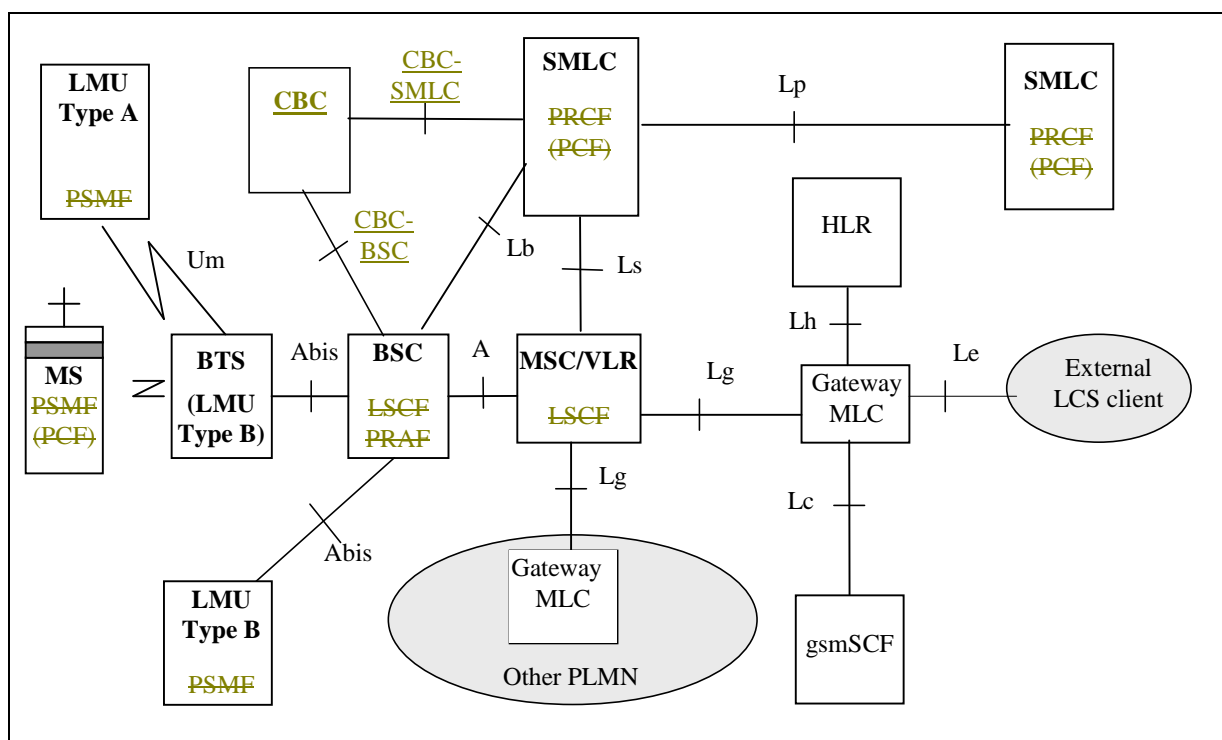 LMU
Type A
PSMF
CBC
CBC-
SMLC
SMLC
PRCF
(PCF)
Lp
SMLC
PRCF
(PCF)
Um
CBC-
BSC
Lb
Ls
HLR
Lh
MS
PSMF
(PCF)
BTS
(LMU
Type B)
Abis
BSC
LSCF
PRAF
A
MSC/VLR
LSCF
Lg
Gateway
MLC
Le
External
LCS client
Abis
Lg
Lc
LMU
Type B
PSMF
Gateway
MLC
Other PLMN
gsmSCF